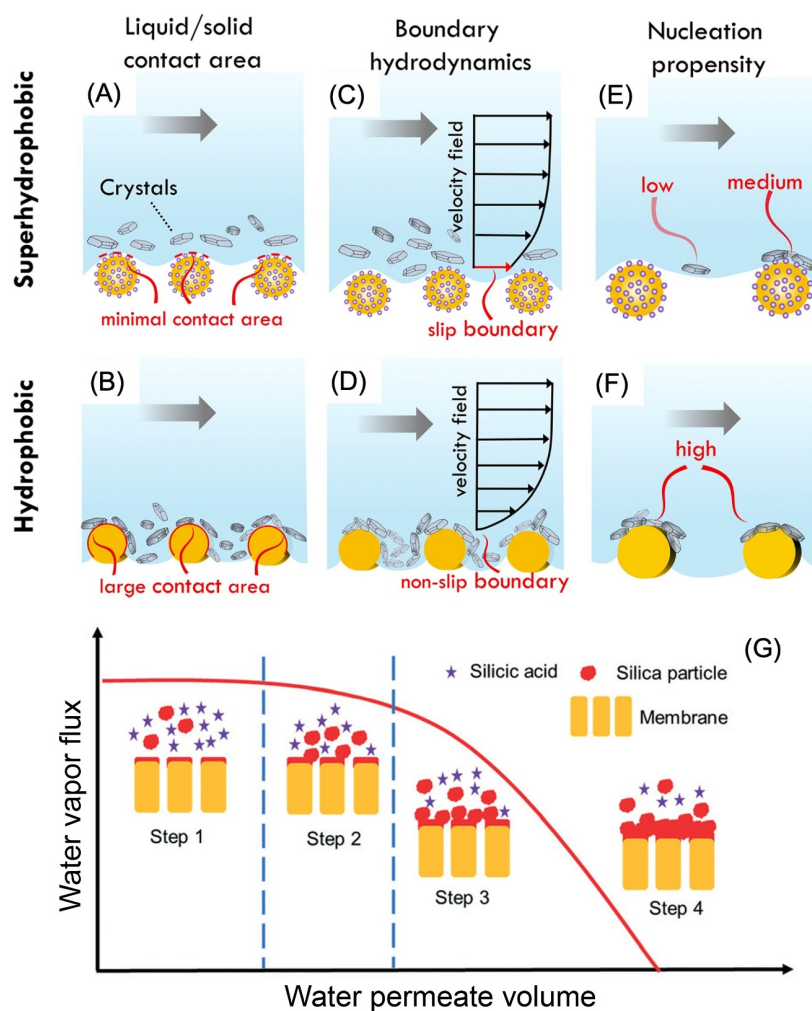 Liquid/solid
contact area
Boundary
hydrodynamics
Nucleation
propensity
Superhydrophobic
(A)
Crystals
minimal contact area
(C)
velocity field
slip boundary
(E)
low
medium
Hydrophobic
(B)
large contact area
(D)
velocity field
non-slip boundary
(F)
high
(G)
Water vapor flux
Silicic acid
Silica particle
Membrane
Step 1
Step 2
Step 3
Step 4
Water permeate volume